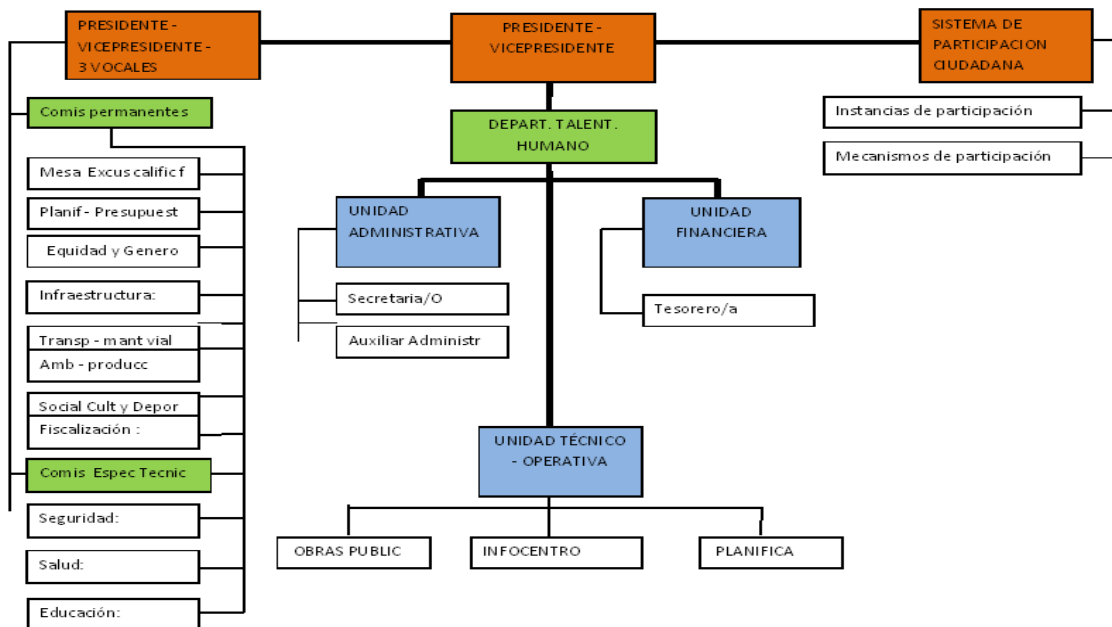 PRESIDENTE -
VICEPRESIDENTE -
3 VOCALES
PRESIDENTE -
VICEPRESIDENTE
SISTEMA DE
PARTICIPACION
CIUDADANA
Comis permanentes
Mesa Excus calific f
Planif - Presupuest
Equidad y Genero
Infraestructura:
Transp - mant vial
Amb - producc
Social Cult y Depor
Fiscalización :
Comis Espec Tecnic
Seguridad:
Salud:
Educación:
DEPART. TALENT.
HUMANO
UNIDAD
ADMINISTRATIVA
Secretaria/O
Auxiliar Administr
UNIDAD
FINANCIERA
Tesorero/a
UNIDAD TÉCNICO
- OPERATIVA
OBRAS PUBLIC
INFOCENTRO
PLANIFICA
Instancias de participación
Mecanismos de participación